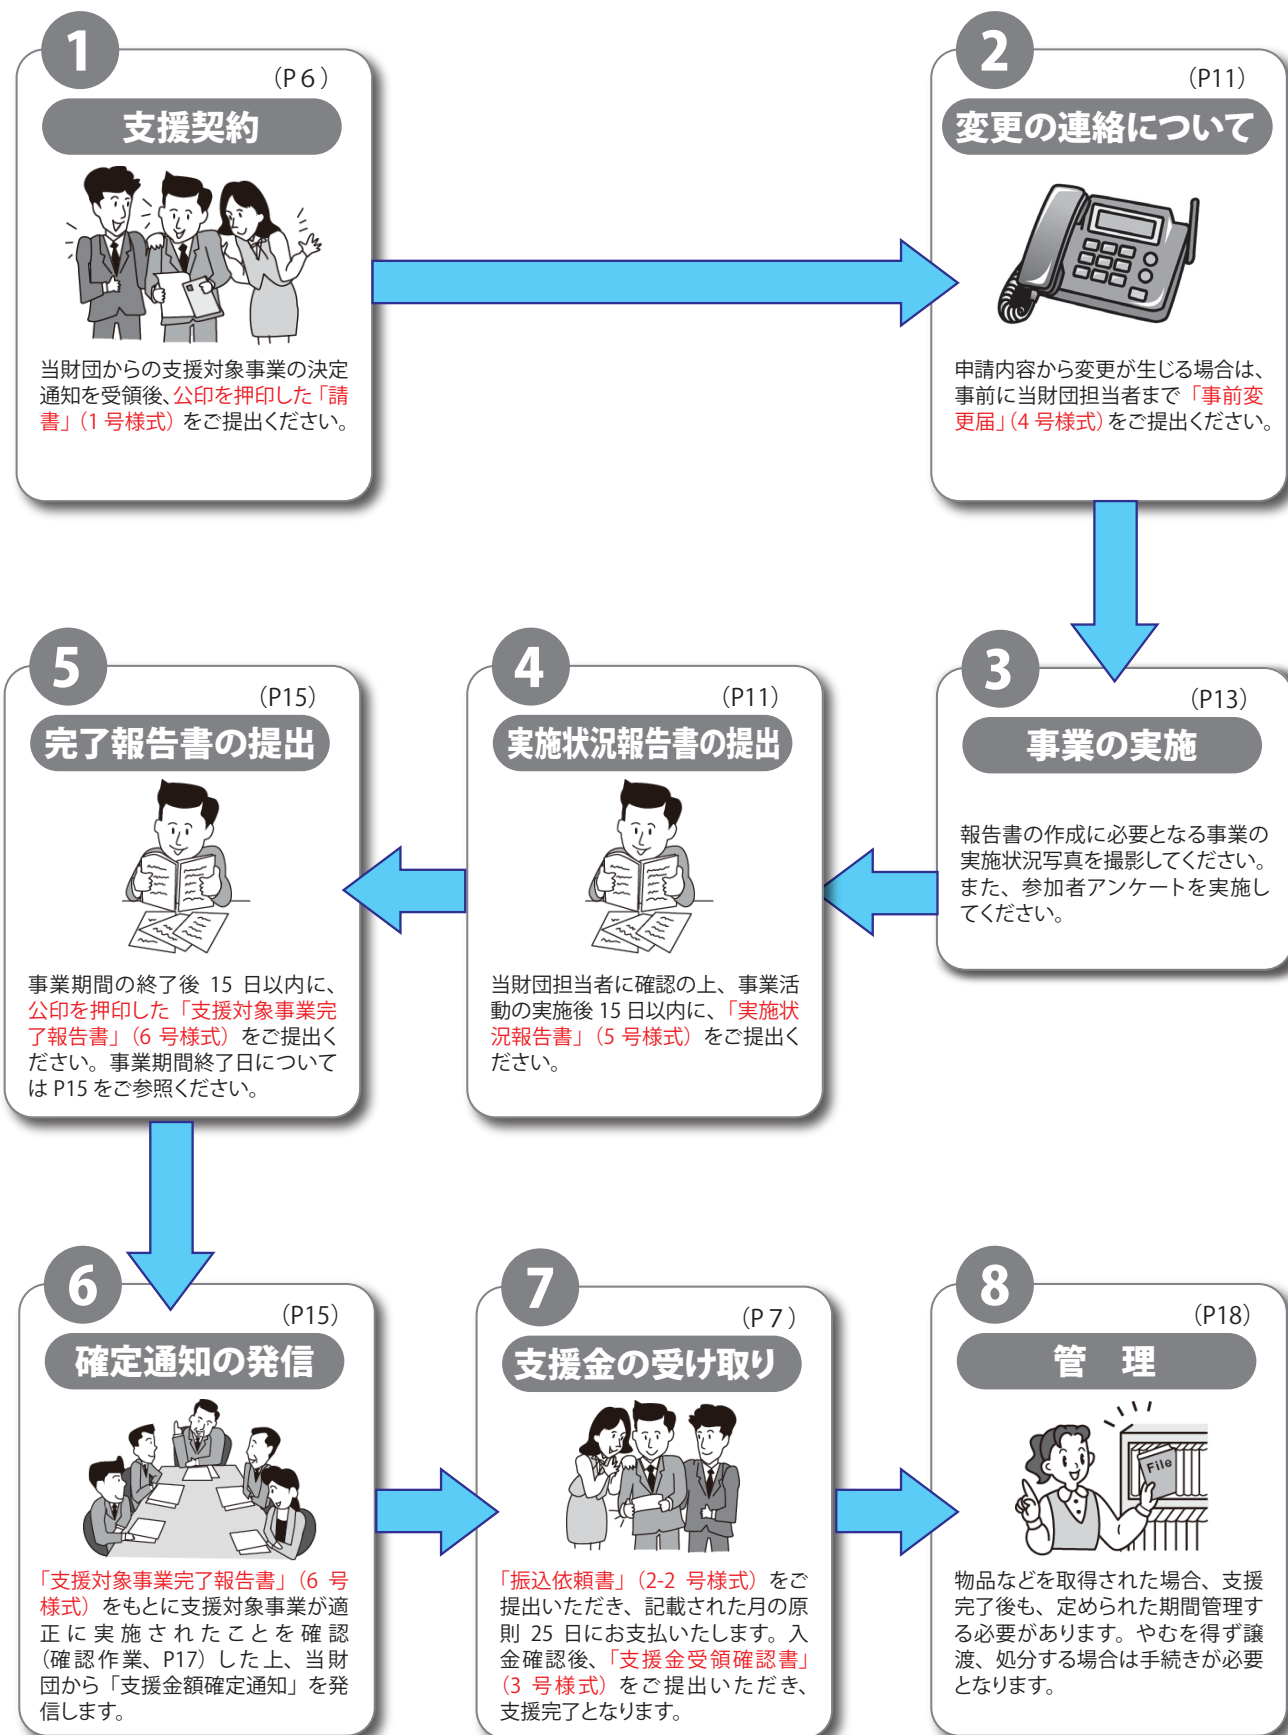 1
(P 6)
支援契約
当財団からの支援対象事業の決定
通知を受領後、公印を押印した「請
書」(1 号様式)をご提出ください。
2
(P11)
変更の連絡について
申請内容から変更が生じる場合は、
事前に当財団担当者まで「事前変
更届」(4 号様式)をご提出ください。
3
(P13)
事業の実施
報告書の作成に必要となる事業の
実施状況写真を撮影してください。
また、参加者アンケートを実施し
てください。
4
(P11)
実施状況報告書の提出
当財団担当者に確認の上、事業活
動の実施後 15 日以内に、「実施状
況報告書」(5 号様式)をご提出く
ださい。
5
(P15)
完了報告書の提出
事業期間の終了後 15 日以内に、
公印を押印した「支援対象事業完
了報告書」(6 号様式)をご提出く
ださい。事業期間終了日について
は P15 をご参照ください。
6
(P15)
確定通知の発信
「支援対象事業完了報告書」(6 号
様式)をもとに支援対象事業が適
正に実施されたことを確認
(確認作業、P17)した上、当財
団から「支援金額確定通知」を発
信します。
7
(P 7)
支援金の受け取り
「振込依頼書」(2-2 号様式)をご
提出いただき、記載された月の原
則 25 日にお支払いたします。入
金確認後、「支援金受領確認書」
(3 号様式)をご提出いただき、
支援完了となります。
8
(P18)
管　理
File
物品などを取得された場合、支援
完了後も、定められた期間管理す
る必要があります。やむを得ず譲
渡、処分する場合は手続きが必要
となります。